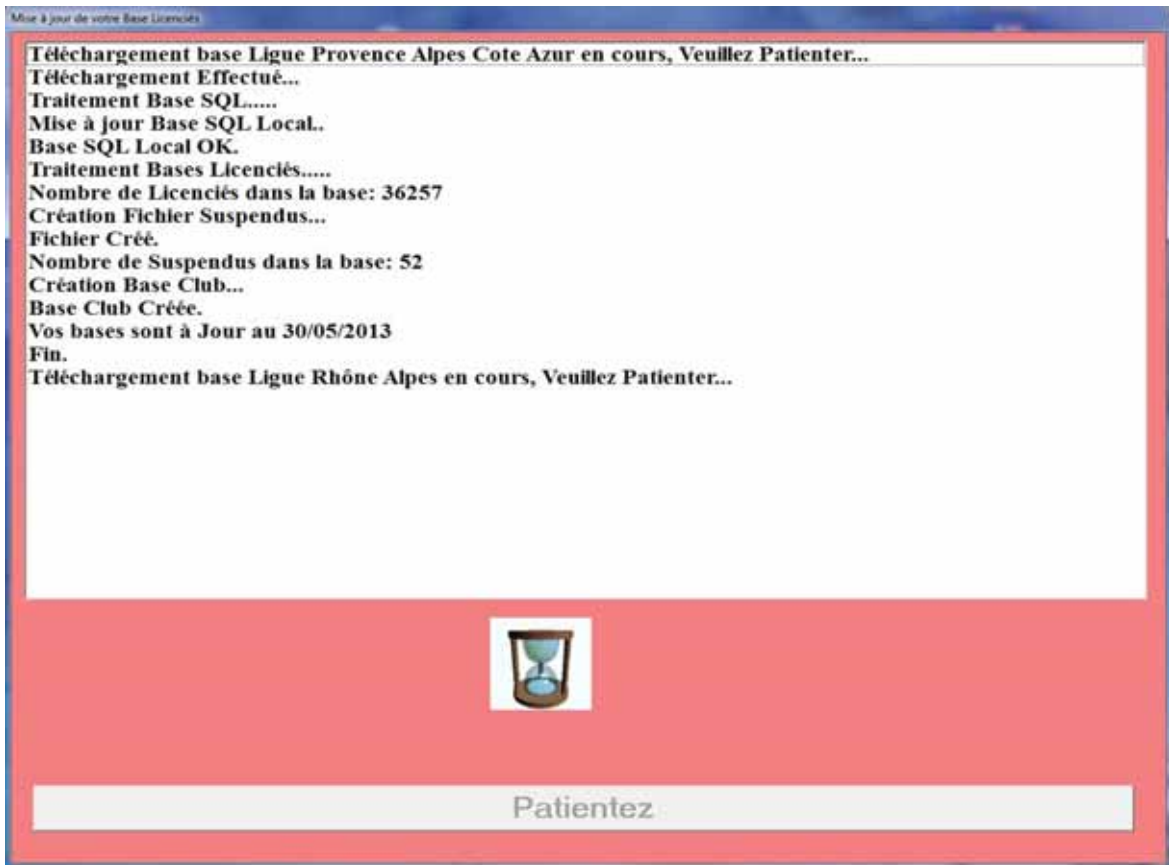 Mise à jour de votre Base Licenciés
Téléchargement base Ligue Provence Alpes Cote Azur en cours, Veuillez Patienter...
Téléchargement Effectué...
Traitement Base SQL.....
Mise à jour Base SQL Local..
Base SQL Local OK.
Traitement Bases Licenciés.....
Nombre de Licenciés dans la base: 36257
Création Fichier Suspendus...
Fichier Créé.
Nombre de Suspendus dans la base: 52
Création Base Club...
Base Club Créée.
Vos bases sont à Jour au 30/05/2013
Fin.
Téléchargement base Ligue Rhône Alpes en cours, Veuillez Patienter...
Patientez